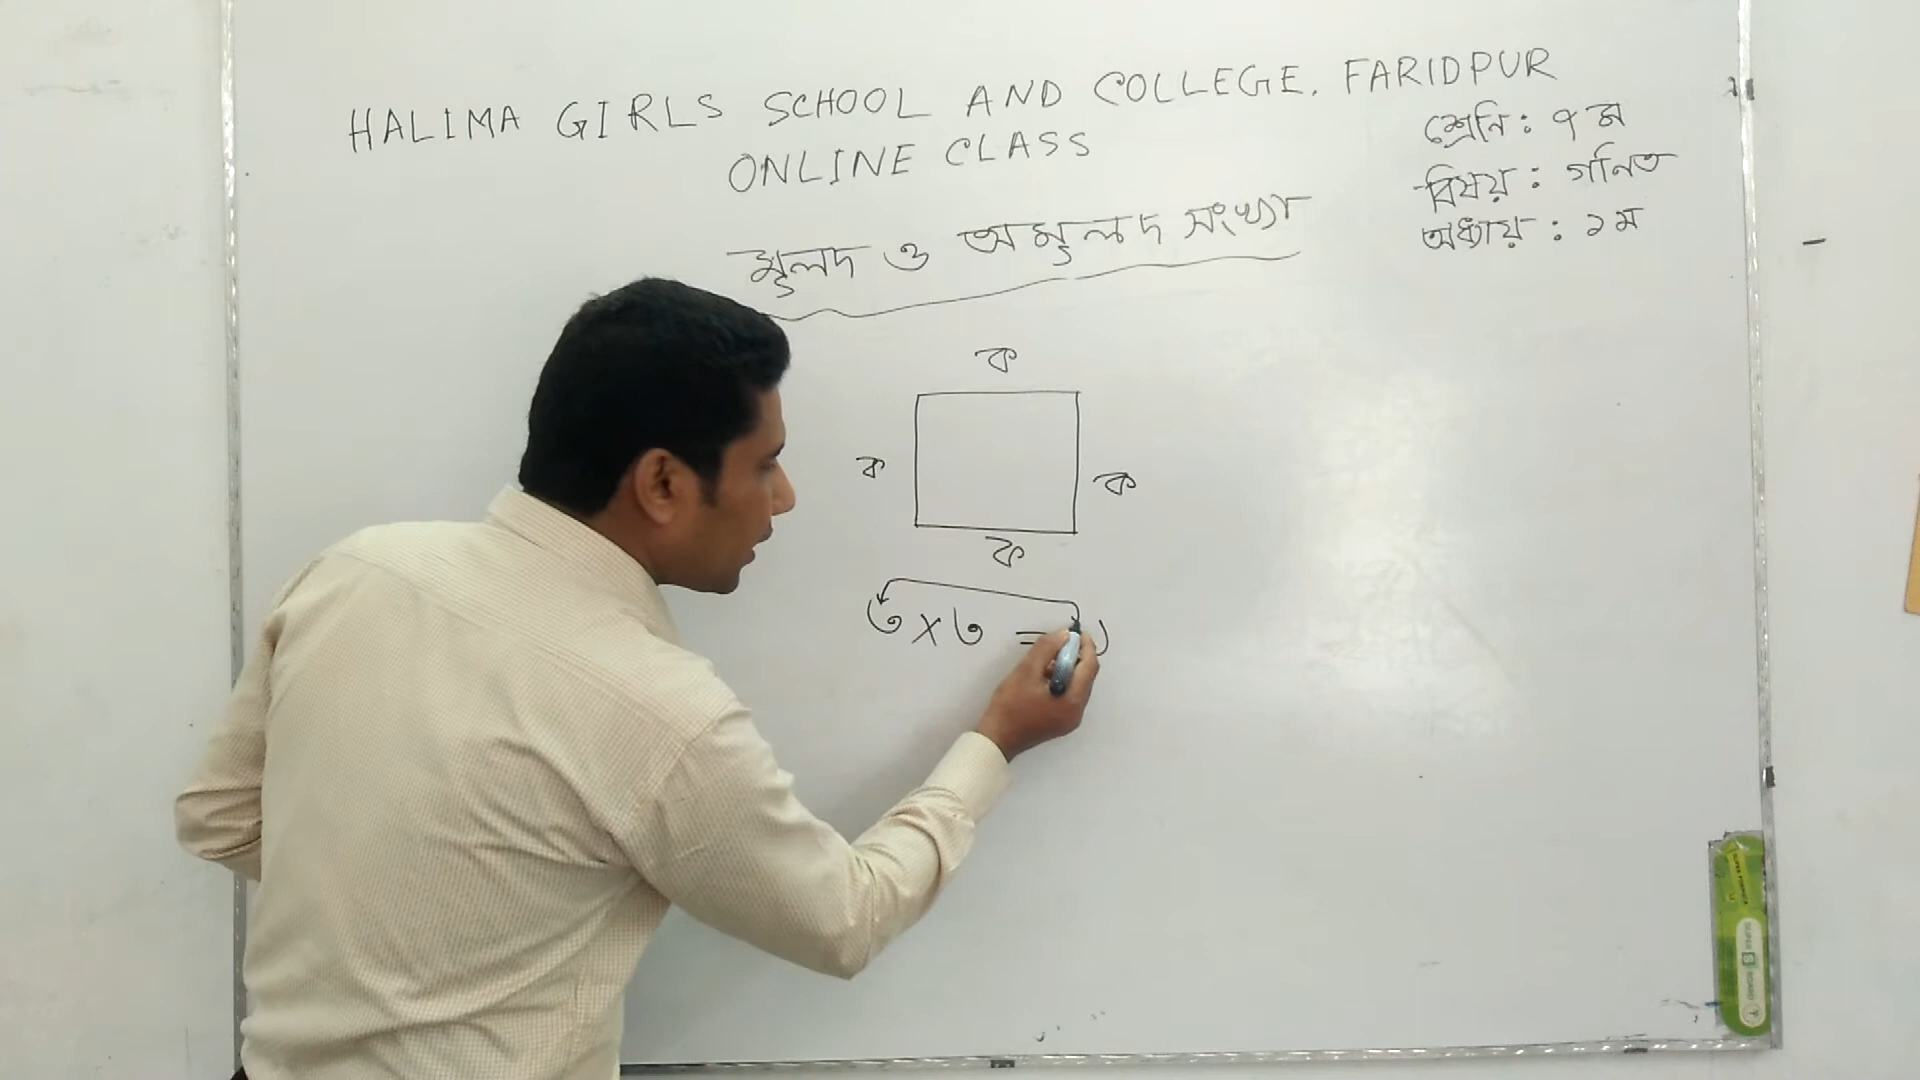 HALIMA GIRLS SCHOOL AND COLLEGE. FARIDPUR
ONLINE CLASS
শ্রেনি : ৭ম
বিষয় : গনিত
অধ্যায় : ১ম
মূলদ ও অমূলদ সংখ্যা
ক
ক
ক
ক
৩ × ৩ =